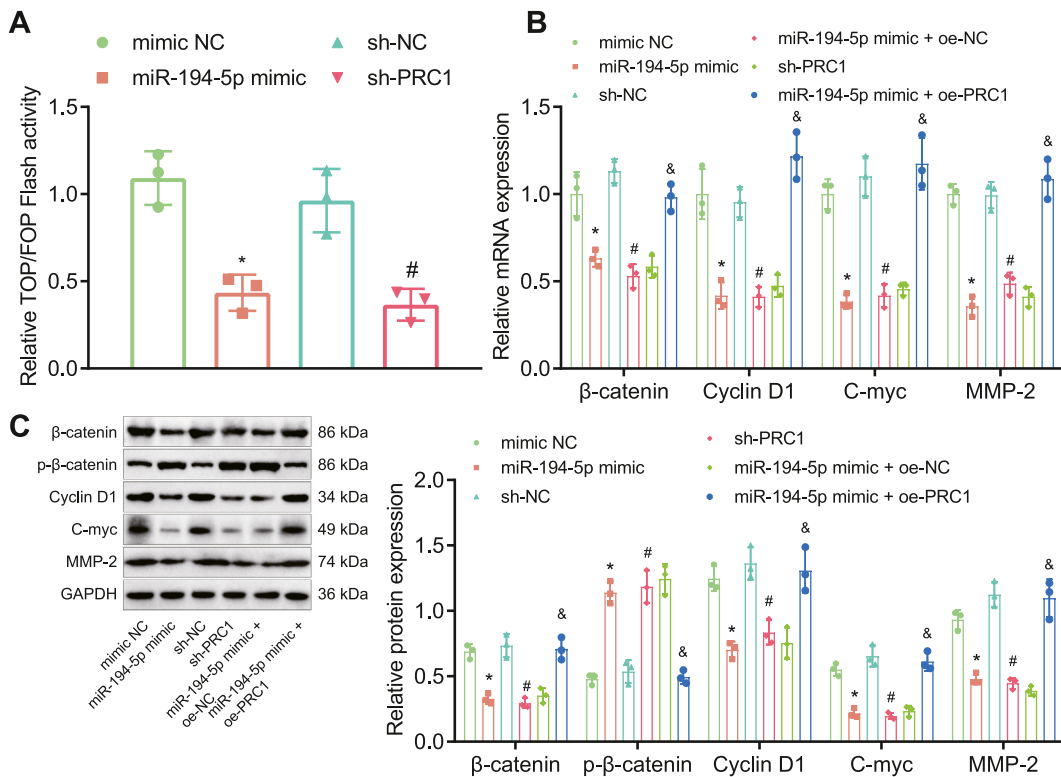 A
mimic NC
sh-NC
miR-194-5p mimic
sh-PRC1
Relative TOP/FOP Flash activity
1.5
1.0
0.5
0.0
*
#
B
mimic NC
miR-194-5p mimic + oe-NC
miR-194-5p mimic
sh-PRC1
sh-NC
miR-194-5p mimic + oe-PRC1
Relative mRNA expression
1.5
1.0
0.5
0.0
* # &
* # &
* # &
* # &
β-catenin
Cyclin D1
C-myc
MMP-2
C
β-catenin 86 kDa
p-β-catenin 86 kDa
Cyclin D1 34 kDa
C-myc 49 kDa
MMP-2 74 kDa
GAPDH 36 kDa
mimic NC
miR-194-5p mimic
sh-NC
sh-PRC1
miR-194-5p mimic +
oe-NC
miR-194-5p mimic +
oe-PRC1
mimic NC
sh-PRC1
miR-194-5p mimic
miR-194-5p mimic + oe-NC
sh-NC
miR-194-5p mimic + oe-PRC1
Relative protein expression
2.0
1.5
1.0
0.5
0.0
* # &
* # &
* # &
* # &
* # &
β-catenin
p-β-catenin
Cyclin D1
C-myc
MMP-2